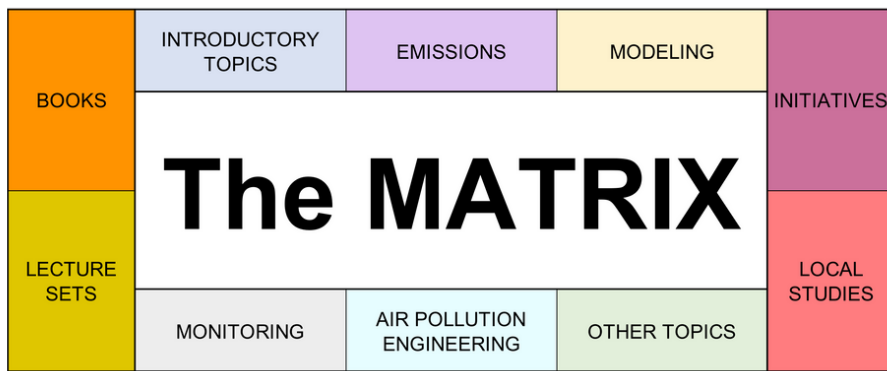 BOOKS
INTRODUCTORY
TOPICS
EMISSIONS
MODELING
INITIATIVES
The MATRIX
LECTURE
SETS
LOCAL
STUDIES
MONITORING
AIR POLLUTION
ENGINEERING
OTHER TOPICS